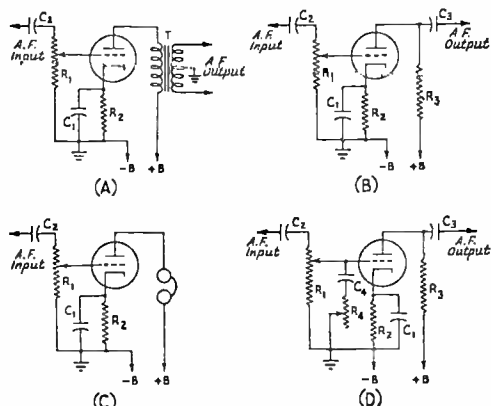 C2
A.F. Input
R1
C1
R2
T
A.F. Output
-B +B
(A)
C2
A.F. Input
R1
C1
R2
C3
A.F. Output
R3
-B +B
(B)
C2
A.F. Input
R1
C1
R2
-B +B
(C)
C2
A.F. Input
R1
C4
R4
R2
C1
C3
A.F. Output
R3
-B +B
(D)